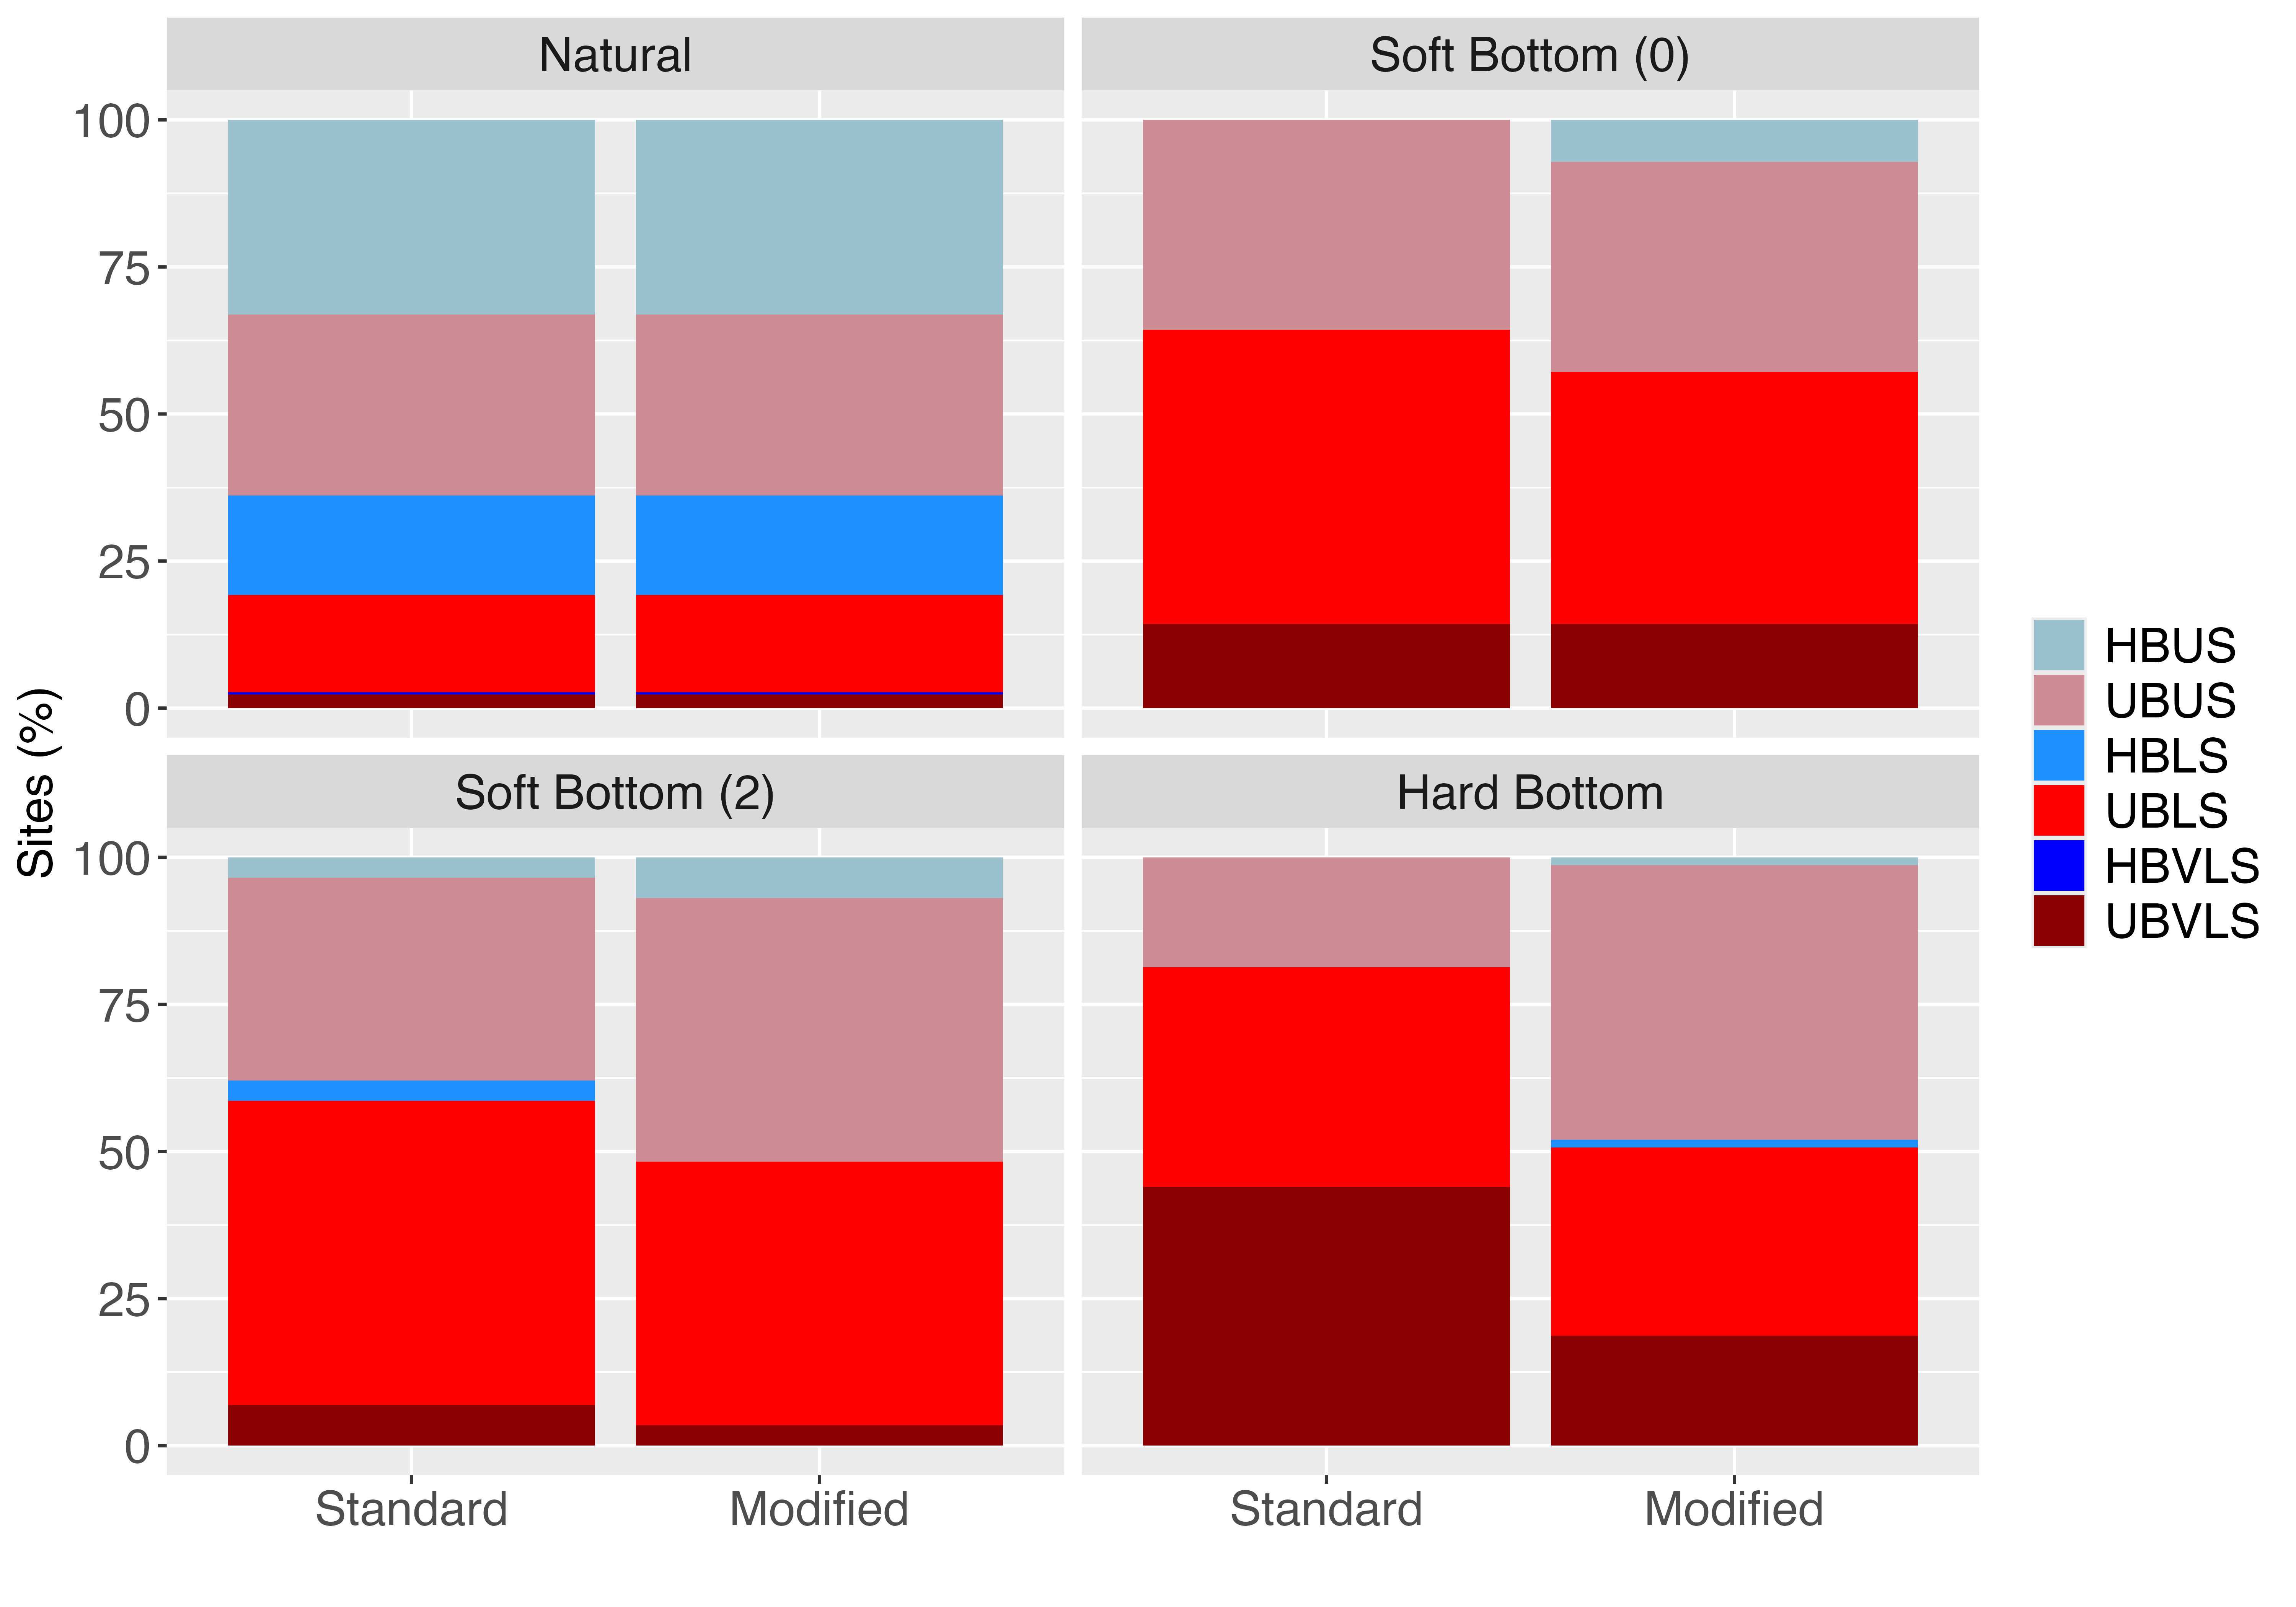 Natural
Soft Bottom (0)
100
75
50
25
0
Soft Bottom (2)
Hard Bottom
100
75
50
25
0
Standard
Modified
Standard
Modified
Sites (%)
HBUS
UBUS
HBLS
UBLS
HBVLS
UBVLS